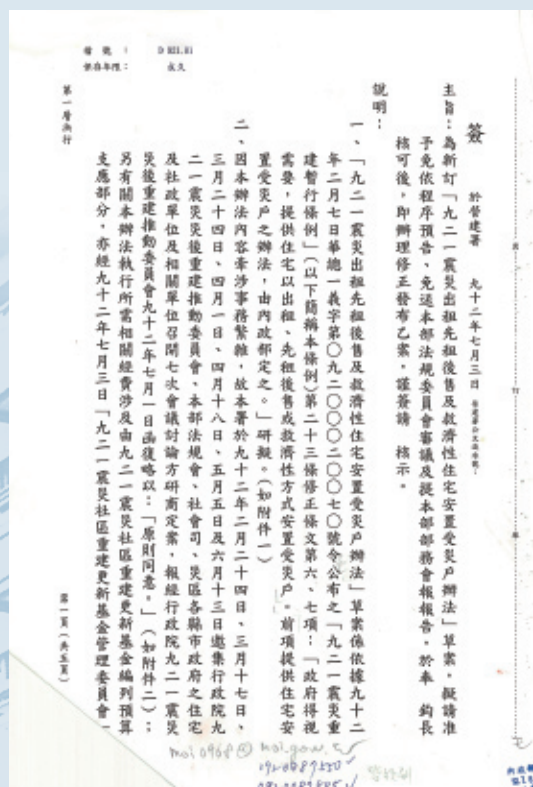 檔號：D 921.01
保存年限：永久
第一層決行
簽　於營建署　九十二年七月三日
主旨：為新訂「九二一震災出租先租後售及救濟性住宅安置受災戶辦法」草案，擬請准
予免依程序預告、免送本部法規委員會審議及提本部部務會報報告，於奉　鈞長
核可後，即辦理修正發布乙案，謹簽請　核示。
說明：
一、「九二一震災出租先租後售及救濟性住宅安置受災戶辦法」草案係依據九十二
年二月七日華總一義字第〇九二〇〇〇二〇〇七〇號令公布之「九二一震災重
建暫行條例」（以下簡稱本條例）第二十三條修正條文第六、七項：「政府得視
需要，提供住宅以出租、先租後售或救濟性方式安置受災戶。前項提供住宅安
置受災戶之辦法，由內政部定之。」研擬。（如附件一）
二、因本辦法內容牽涉事務繁雜，故本署於九十二年二月二十四日、三月十七日、
三月二十四日、四月一日、四月十八日、五月五日及六月十三日邀集行政院九
二一震災災後重建推動委員會、本部法規會、社會司、災區各縣市政府之住宅
及社政單位及相關單位召開七次會議討論方研商定案，報經行政院九二一震災
災後重建推動委員會九十二年七月一日函復略以：「原則同意。」（如附件二）；
另有關本辦法執行所需相關經費涉及由九二一震災社區重建更新基金編列預算
支應部分，亦經九十二年七月三日「九二一震災社區重建更新基金管理委員會
第一頁（共五頁）
moi0968@moi.gov.tw